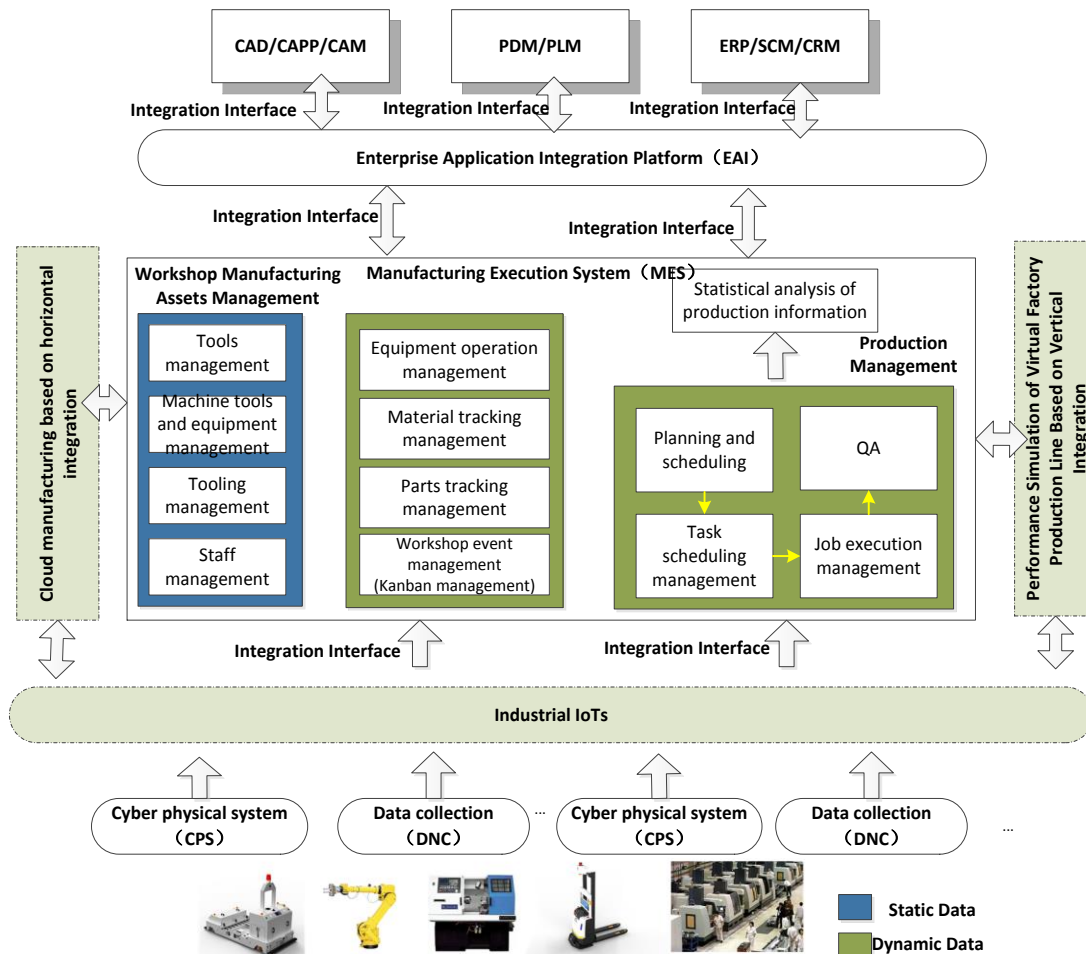 CAD/CAPP/CAM
PDM/PLM
ERP/SCM/CRM
Integration Interface
Integration Interface
Integration Interface
Enterprise Application Integration Platform（EAI）
Integration Interface
Integration Interface
Cloud manufacturing based on horizontal
integration
Workshop Manufacturing
Assets Management
Tools
management
Machine tools
and equipment
management
Tooling
management
Staff
management
Manufacturing Execution System（MES）
Equipment operation
management
Material tracking
management
Parts tracking
management
Workshop event
management
(Kanban management)
Statistical analysis of
production information
Production
Management
Planning and
scheduling
QA
Task
scheduling
management
Job execution
management
Performance Simulation of Virtual Factory
Production Line Based on Vertical
Integration
Integration Interface
Integration Interface
Industrial IoTs
Cyber physical system
（CPS）
Data collection
（DNC）
...
Cyber physical system
（CPS）
Data collection
（DNC）
...
Static Data
Dynamic Data